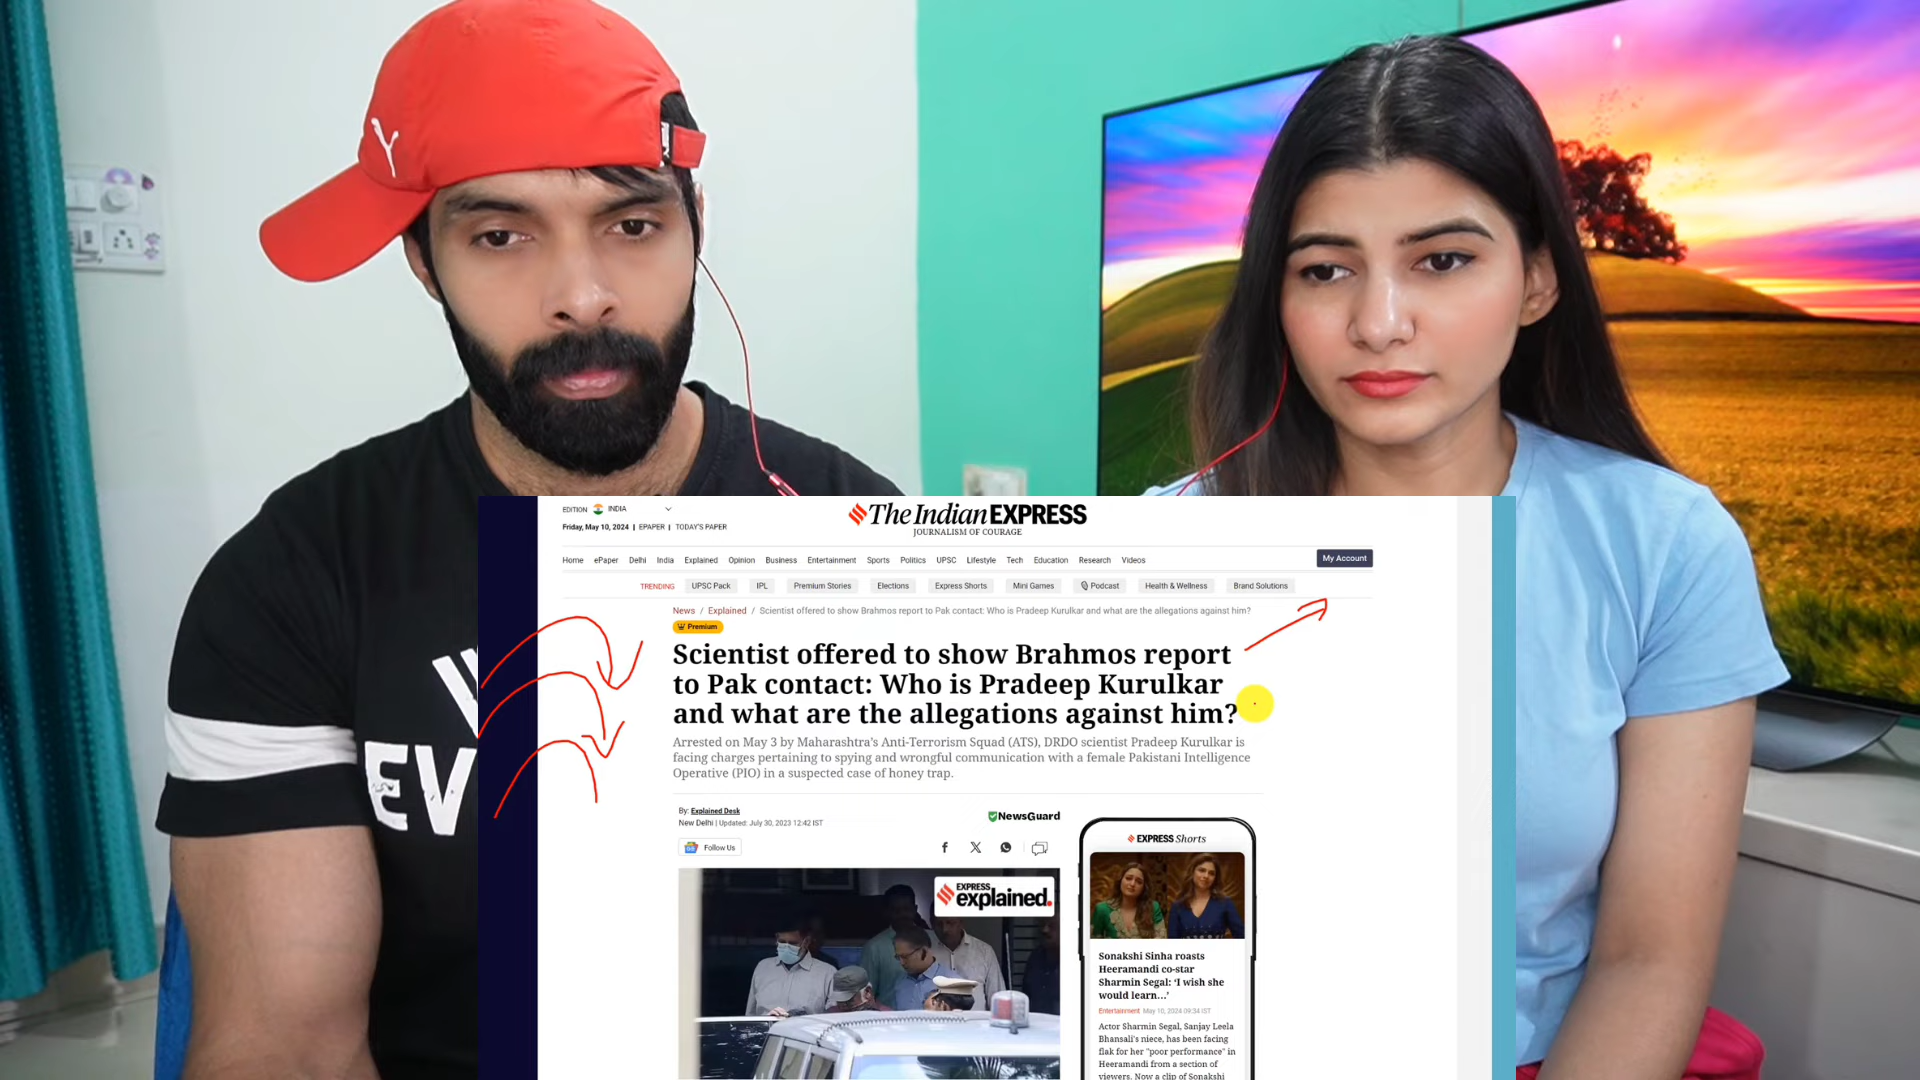 EV
EDITION INDIA
The Indian EXPRESS
JOURNALISM OF COURAGE
Friday, May 10, 2024 | EPAPER | TODAY'S PAPER
Home ePaper Delhi India Explained Opinion Business Entertainment Sports Politics UPSC Lifestyle Tech Education Research Videos
My Account
TRENDING UPSC Pack IPL Premium Stories Elections Express Shorts Mini Games Podcast Health & Wellness Brand Solutions
News / Explained / Scientist offered to show Brahmos report to Pak contact: Who is Pradeep Kurulkar and what are the allegations against him?
Premium
Scientist offered to show Brahmos report
to Pak contact: Who is Pradeep Kurulkar
and what are the allegations against him?
Arrested on May 3 by Maharashtra's Anti-Terrorism Squad (ATS), DRDO scientist Pradeep Kurulkar is
facing charges pertaining to spying and wrongful communication with a female Pakistani Intelligence
Operative (PIO) in a suspected case of honey trap.
By: Explained Desk
New Delhi | Updated: July 30, 2023 12:42 IST
NewsGuard
Follow Us
EXPRESS
explained.
EXPRESS Shorts
Sonakshi Sinha roasts
Heeramandi co-star
Sharmin Segal: 'I wish she
would learn...'
Entertainment May 10, 2024 09:34 IST
Actor Sharmin Segal, Sanjay Leela
Bhansali's niece, has been facing
flak for her "poor performance" in
Heeramandi from a section of
viewers. Now a clip of Sonakshi